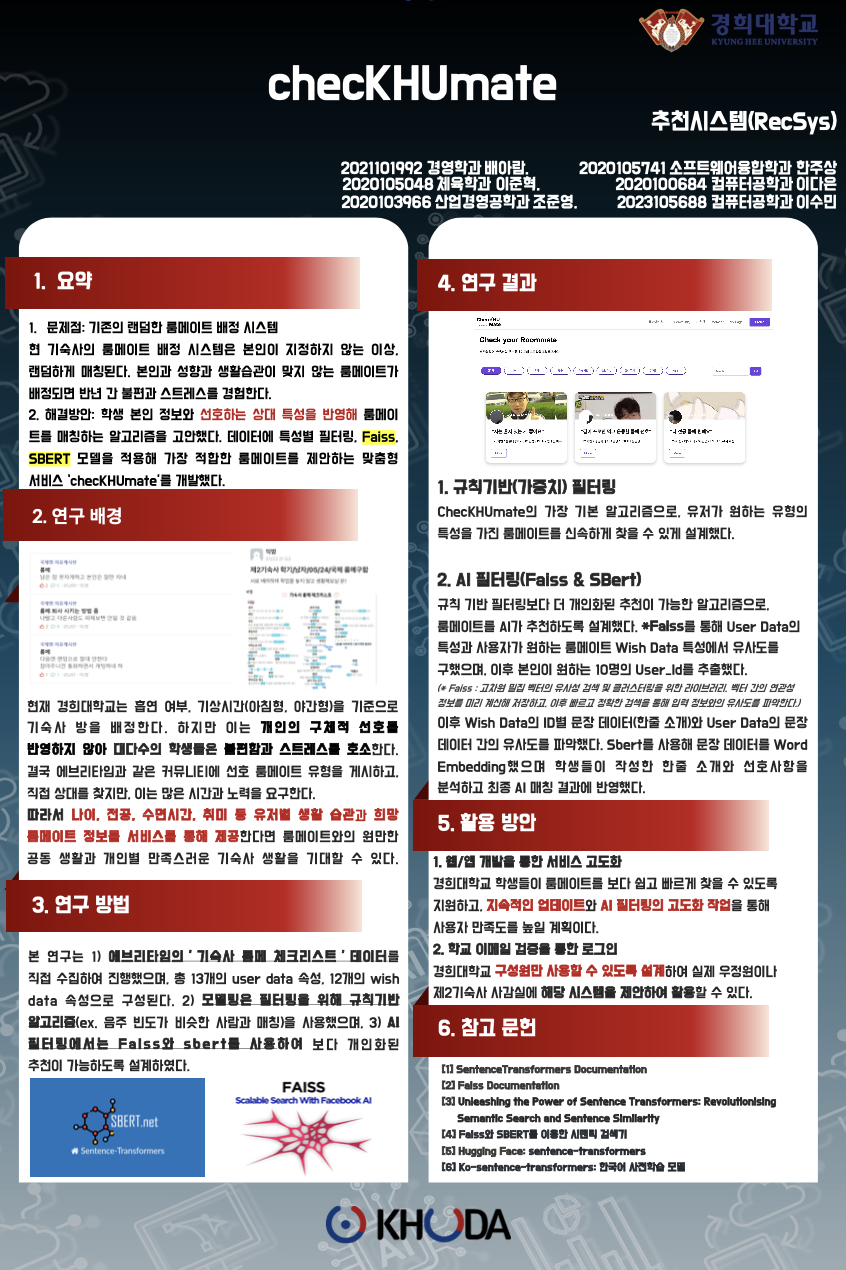 경희대학교
KYUNG HEE UNIVERSITY
checKHUmate
추천시스템(RecSys)
2021101992 경영학과 배아람.
2020105048 체육학과 이준혁.
2020103966 산업경영공학과 조준영.
2020105741 소프트웨어융합학과 한주상
2020100684 컴퓨터공학과 이다은
2023105688 컴퓨터공학과 이수민
1. 요약
1. 문제점: 기존의 랜덤한 룸메이트 배정 시스템
현 기숙사의 룸메이트 배정 시스템은 본인이 지정하지 않는 이상,
랜덤하게 매칭된다. 본인과 성향과 생활습관이 맞지 않는 룸메이트가
배정되면 반년 간 불편과 스트레스를 경험한다.
2. 해결방안: 학생 본인 정보와 선호하는 상대 특성을 반영해 룸메이
트를 매칭하는 알고리즘을 고안했다. 데이터에 특성별 필터링, Faiss,
SBERT 모델을 적용해 가장 적합한 룸메이트를 제안하는 맞춤형
서비스 'checKHUmate'를 개발했다.
2. 연구 배경
익명
제2기숙사 학기/남자/05/24/국제 룸메구함
룸메
룸메 퇴사 시키는 방법 좀
룸메
현재 경희대학교는 흡연 여부, 기상시간(아침형, 야간형)을 기준으로
기숙사 방을 배정한다. 하지만 이는 개인의 구체적 선호를
반영하지 않아 대다수의 학생들은 불편함과 스트레스를 호소한다.
결국 에브리타임과 같은 커뮤니티에 선호 룸메이트 유형을 게시하고,
직접 상대를 찾지만, 이는 많은 시간과 노력을 요구한다.
따라서 나이, 전공, 수면시간, 취미 등 유저별 생활 습관과 희망
룸메이트 정보를 서비스를 통해 제공한다면 룸메이트와의 원만한
공동 생활과 개인별 만족스러운 기숙사 생활을 기대할 수 있다.
3. 연구 방법
본 연구는 1) 에브리타임의 '기숙사 룸메 체크리스트' 데이터를
직접 수집하여 진행했으며, 총 13개의 user data 속성, 12개의 wish
data 속성으로 구성된다. 2) 모델링은 필터링을 위해 규칙기반
알고리즘(ex. 음주 빈도가 비슷한 사람과 매칭)을 사용했으며, 3) AI
필터링에서는 Faiss와 sbert를 사용하여 보다 개인화된
추천이 가능하도록 설계하였다.
SBERT.net
Sentence-Transformers
FAISS
Scalable Search With Facebook AI
4. 연구 결과
ChecKHU
Mate
Check your Roommate
1. 규칙기반(가중치) 필터링
ChecKHUmate의 가장 기본 알고리즘으로, 유저가 원하는 유형의
특성을 가진 룸메이트를 신속하게 찾을 수 있게 설계했다.
2. AI 필터링(Faiss & SBert)
규칙 기반 필터링보다 더 개인화된 추천이 가능한 알고리즘으로,
룸메이트를 AI가 추천하도록 설계했다. *Faiss를 통해 User Data의
특성과 사용자가 원하는 룸메이트 Wish Data 특성에서 유사도를
구했으며, 이후 본인이 원하는 10명의 User_Id를 추출했다.
(* Faiss : 고차원 밀집 벡터의 유사성 검색 및 클러스터링을 위한 라이브러리. 벡터 간의 연관성
정보를 미리 계산해 저장하고, 이후 빠르고 정확한 검색을 통해 입력 정보와의 유사도를 파악한다.)
이후 Wish Data의 ID별 문장 데이터(한줄 소개)와 User Data의 문장
데이터 간의 유사도를 파악했다. Sbert를 사용해 문장 데이터를 Word
Embedding했으며 학생들이 작성한 한줄 소개와 선호사항을
분석하고 최종 AI 매칭 결과에 반영했다.
5. 활용 방안
1. 웹/앱 개발을 통한 서비스 고도화
경희대학교 학생들이 룸메이트를 보다 쉽고 빠르게 찾을 수 있도록
지원하고, 지속적인 업데이트와 AI 필터링의 고도화 작업을 통해
사용자 만족도를 높일 계획이다.
2. 학교 이메일 검증을 통한 로그인
경희대학교 구성원만 사용할 수 있도록 설계하여 실제 우정원이나
제2기숙사 사감실에 해당 시스템을 제안하여 활용할 수 있다.
6. 참고 문헌
[1] SentenceTransformers Documentation
[2] Faiss Documentation
[3] Unleashing the Power of Sentence Transformers: Revolutionising
Semantic Search and Sentence Similarity
[4] Faiss와 SBERT를 이용한 시맨틱 검색기
[5] Hugging Face: sentence-transformers
[6] Ko-sentence-transformers: 한국어 사전학습 모델
KHUDA